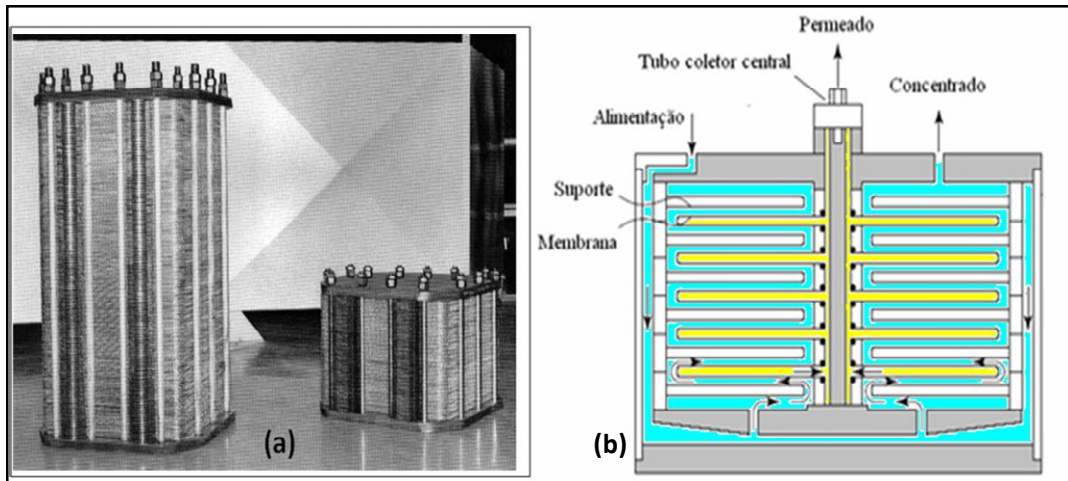 (a)
Permeado
Tubo coletor central
Concentrado
Alimentação
Suporte
Membrana
(b)